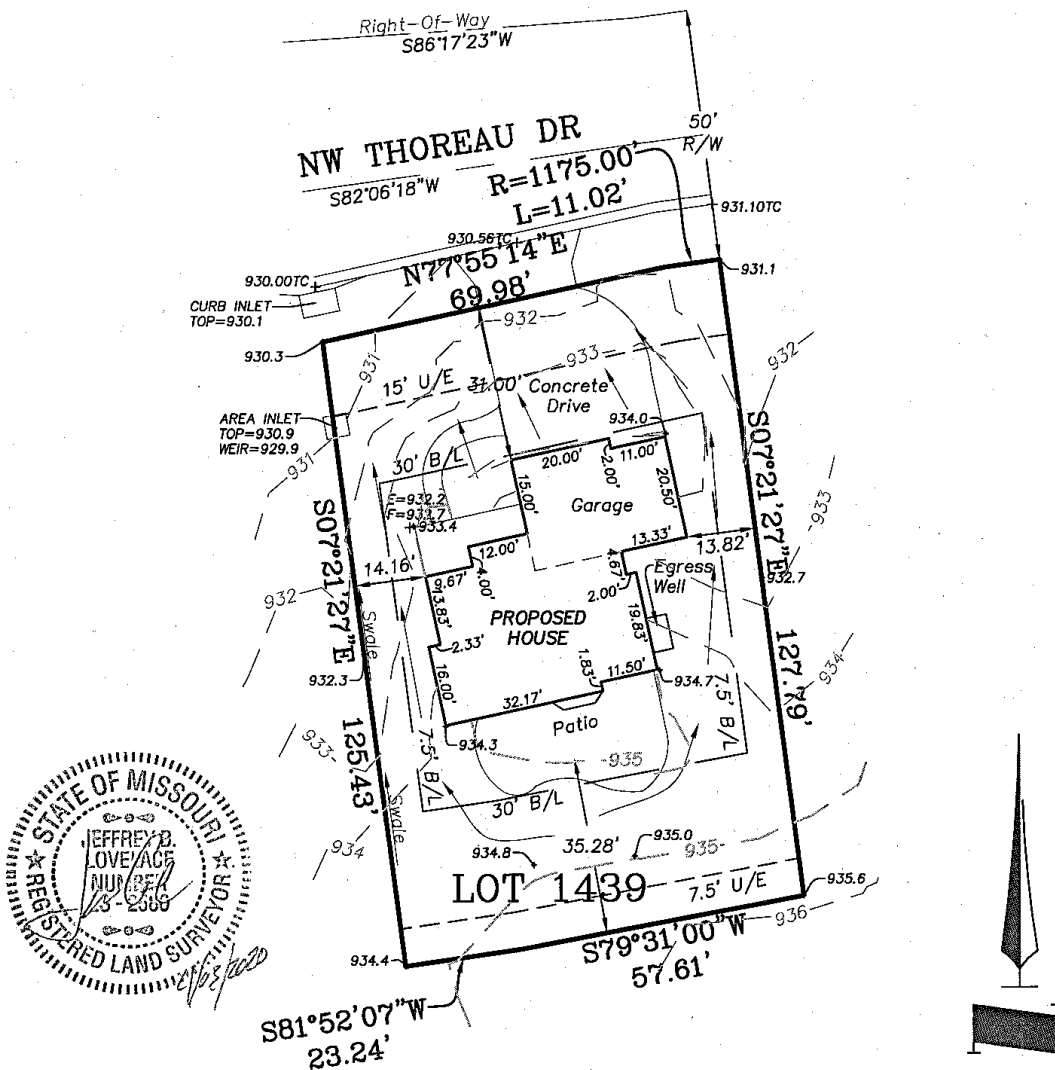 Right-Of-Way
S86°17'23"W
NW THOREAU DR
S82°06'18"W
50'
R/W
R=1175.00'
L=11.02'
931.10TC
930.56TC
N77°55'14"E
69.98'
930.00TC
CURB INLET
TOP=930.1
931.1
930.3
932
931
933
932
15' U/E
31.00'
Concrete
Drive
AREA INLET
TOP=930.9
WEIR=929.9
934.0
931
30' B/L
20.00'
2.00'
11.00'
15.00'
20.50'
E=932.2
933.4
Garage
S07°21'27"E
933
S07°21'27"E
12.00'
13.33'
13.82'
14.16'
9.67'
4.00'
4.67'
Egress
Well
932.7
932
13.83'
2.00'
PROPOSED
HOUSE
19.83'
Swale
2.33'
932.3
16.00'
1.83'
11.50'
934
127.79'
32.17'
934.7
7.5' B/L
Patio
933
125.43'
7.5' B/L
934.3
935
30' B/L
Swale
934
35.28'
934.8
935.0
935
LOT 1439
7.5' U/E
935.6
936
934.4
S79°31'00"W
57.61'
S81°52'07"W
23.24'
STATE OF MISSOURI
JEFFREY B.
LOVELACE
NUMBER
REGISTERED LAND SURVEYOR